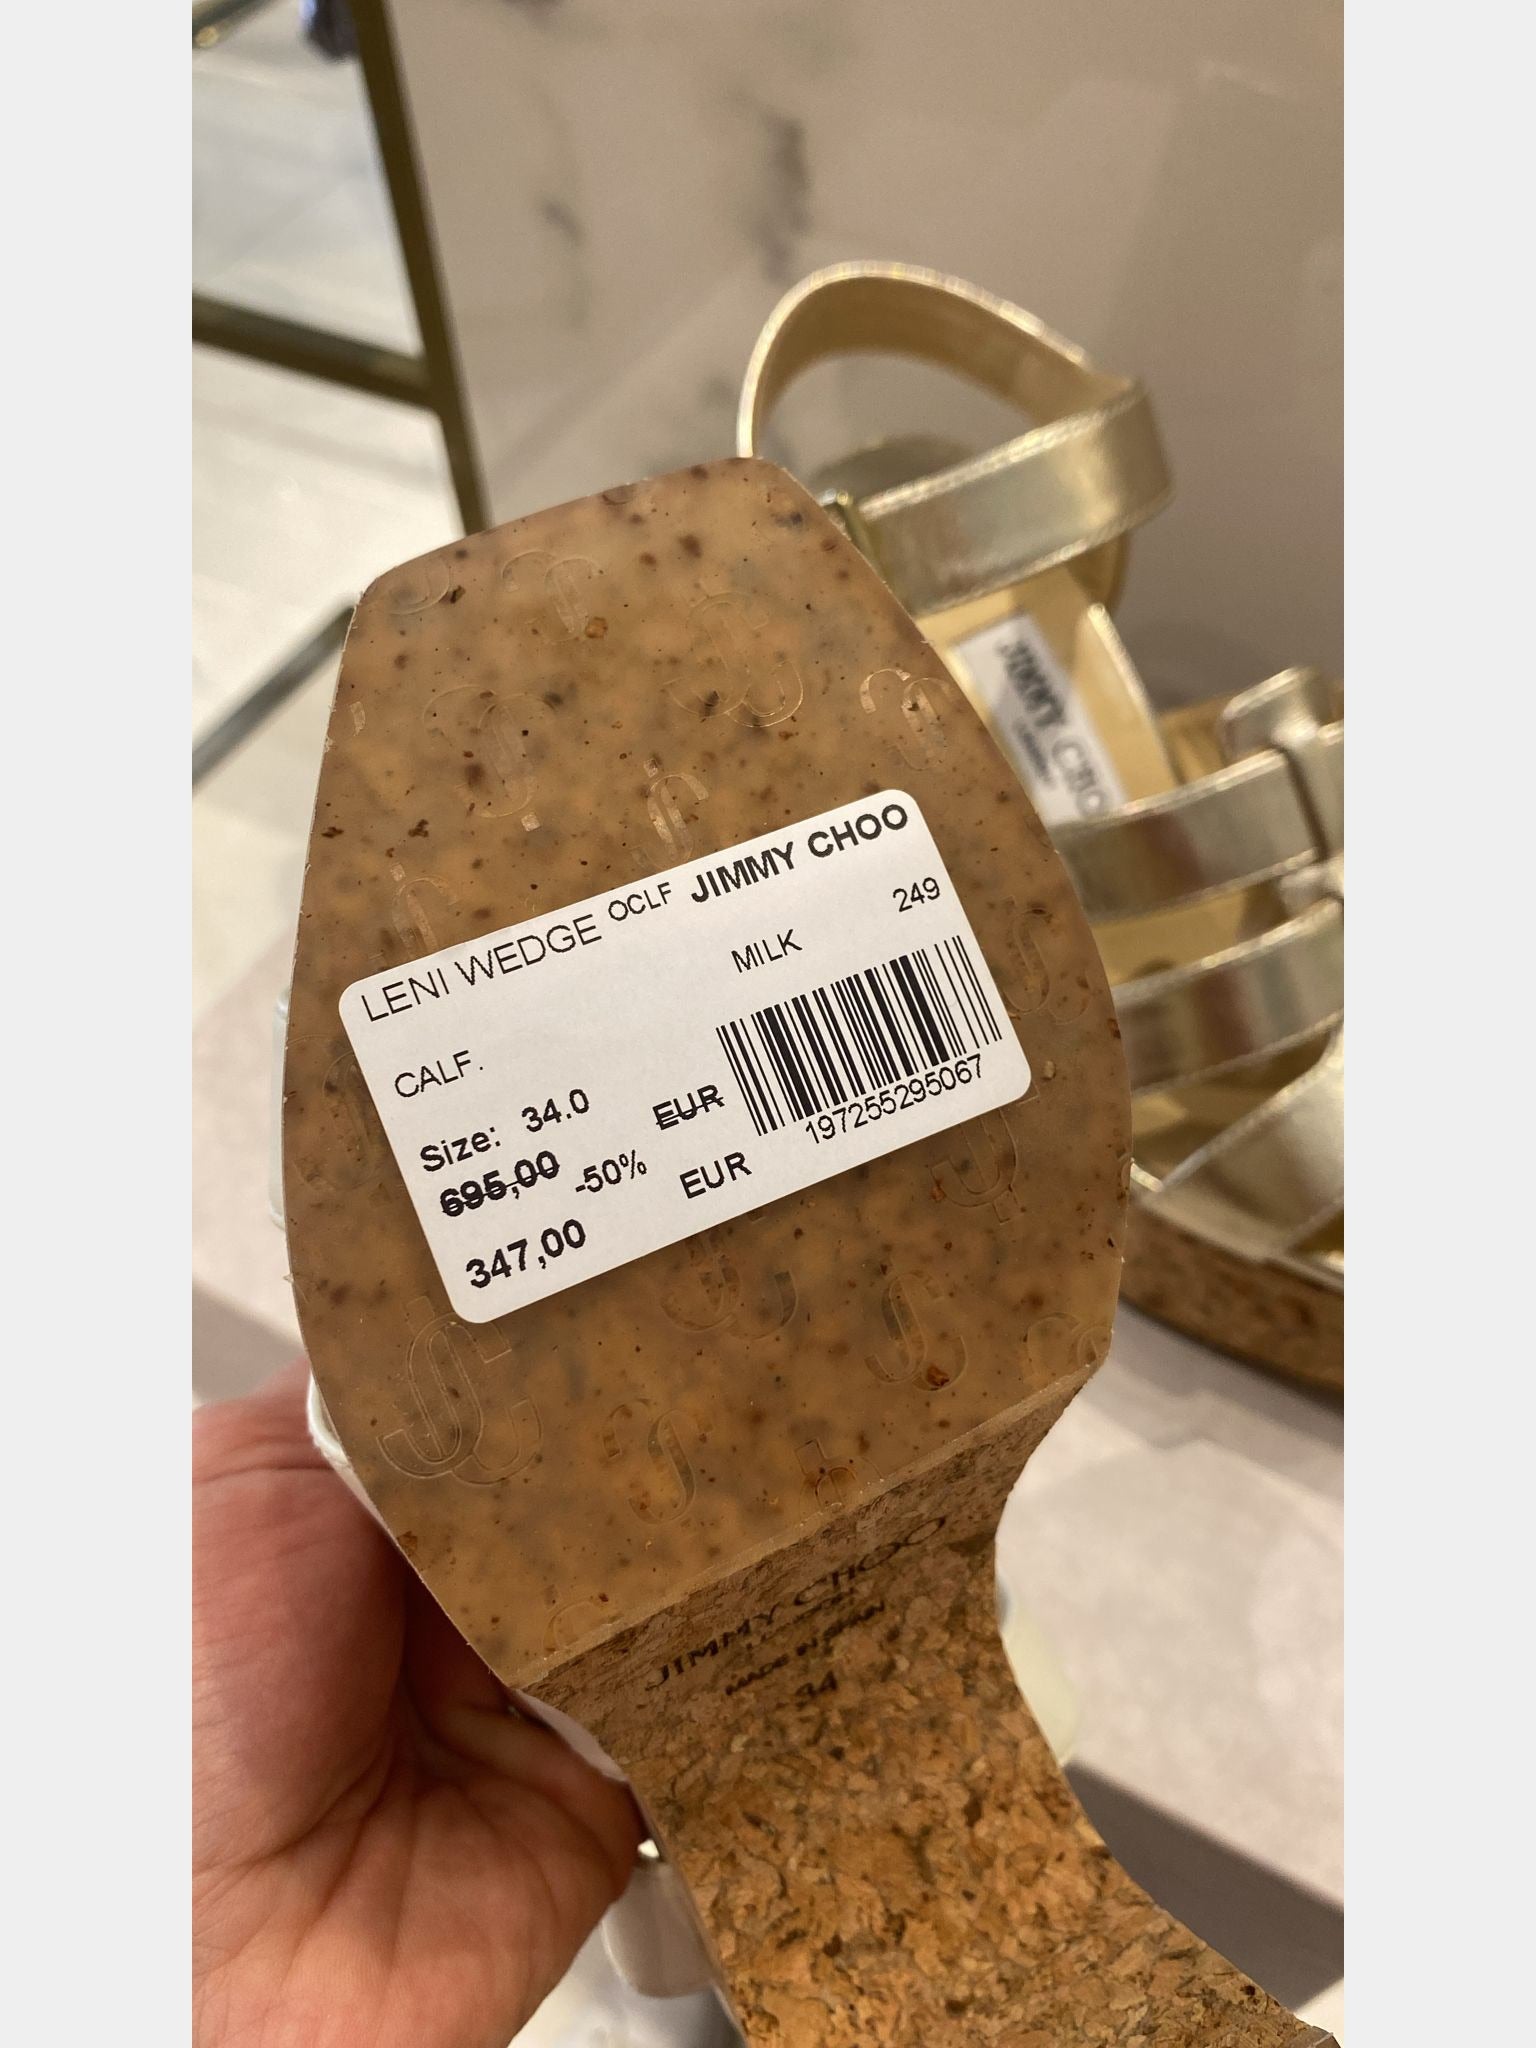 JIMMY CHOO
LENI WEDGE OCLF JIMMY CHOO
MILK 249
CALF.
Size: 34.0 EUR
695,00 -50% EUR
347,00
197255295067
JIMMY CHOO
LONDON
MADE IN SPAIN
34